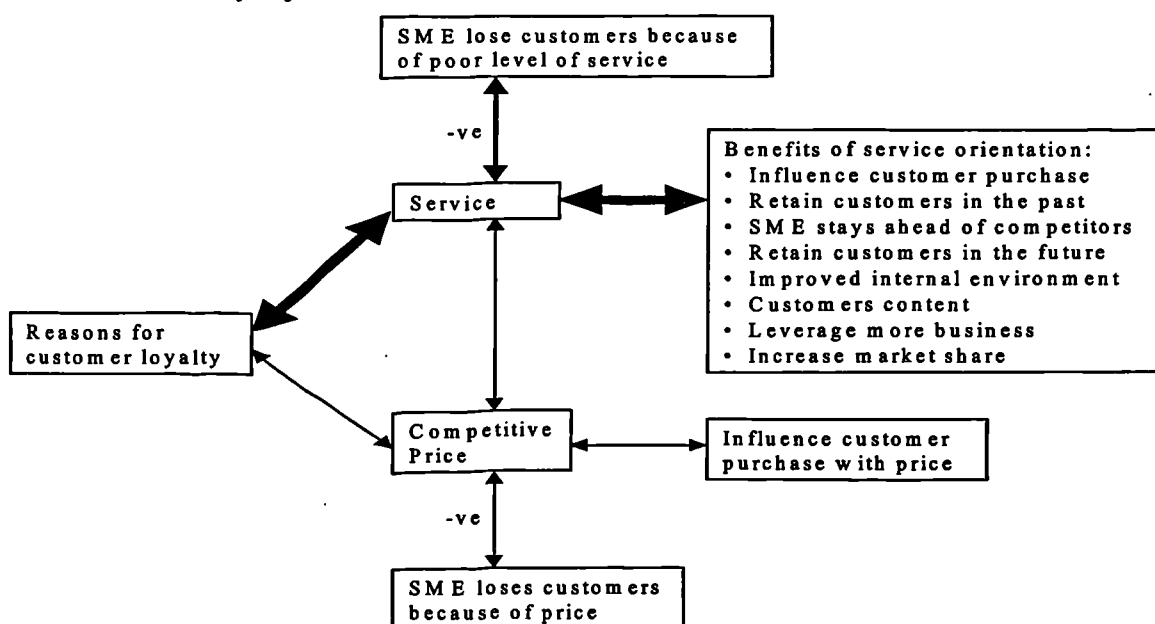 SME lose customers because
of poor level of service
-ve
Service
Benefits of service orientation:
• Influence customer purchase
• Retain customers in the past
• SME stays ahead of competitors
• Retain customers in the future
• Improved internal environment
• Customers content
• Leverage more business
• Increase market share
Reasons for
customer loyalty
Competitive
Price
Influence customer
purchase with price
-ve
SME loses customers
because of price